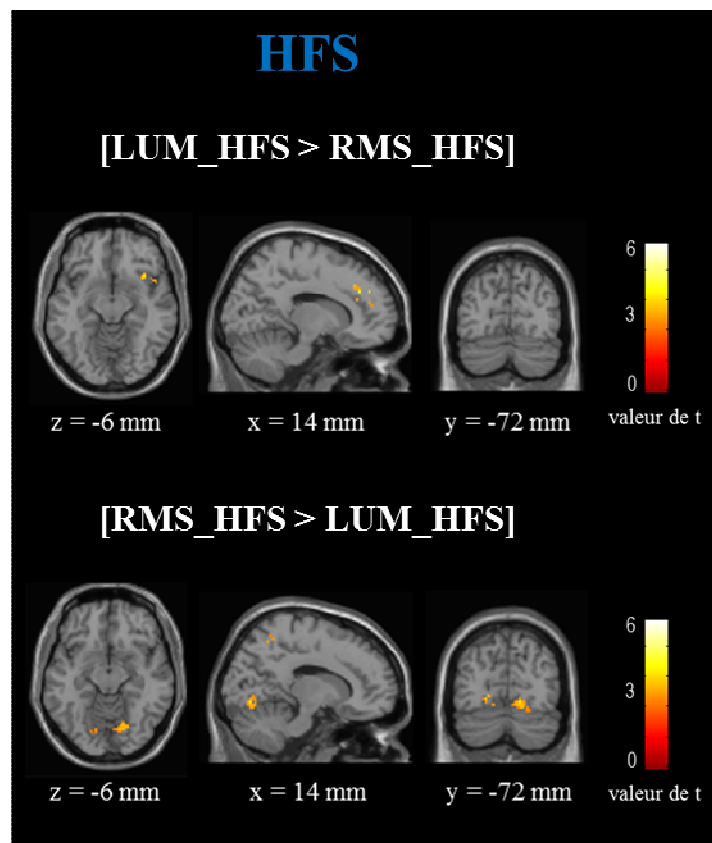 HFS
[LUM_HFS > RMS_HFS]
6
3
0
z = -6 mm
x = 14 mm
y = -72 mm
valeur de t
[RMS_HFS > LUM_HFS]
6
3
0
z = -6 mm
x = 14 mm
y = -72 mm
valeur de t